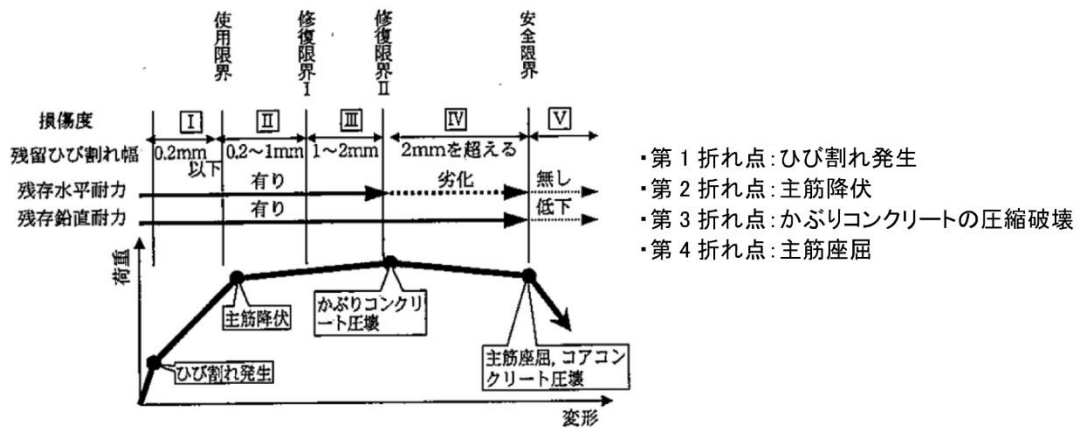 使用限界
修復限界Ⅰ
修復限界Ⅱ
安全限界
損傷度
Ⅰ
Ⅱ
Ⅲ
Ⅳ
Ⅴ
残留ひび割れ幅
0.2mm
以下
0.2~1mm
1~2mm
2mmを超える
残存水平耐力
有り
劣化
無し
残存鉛直耐力
有り
低下
荷重
ひび割れ発生
主筋降伏
かぶりコンクリ
ート圧壊
主筋座屈,コアコン
クリート圧壊
変形
・第1折れ点:ひび割れ発生
・第2折れ点:主筋降伏
・第3折れ点:かぶりコンクリートの圧縮破壊
・第4折れ点:主筋座屈